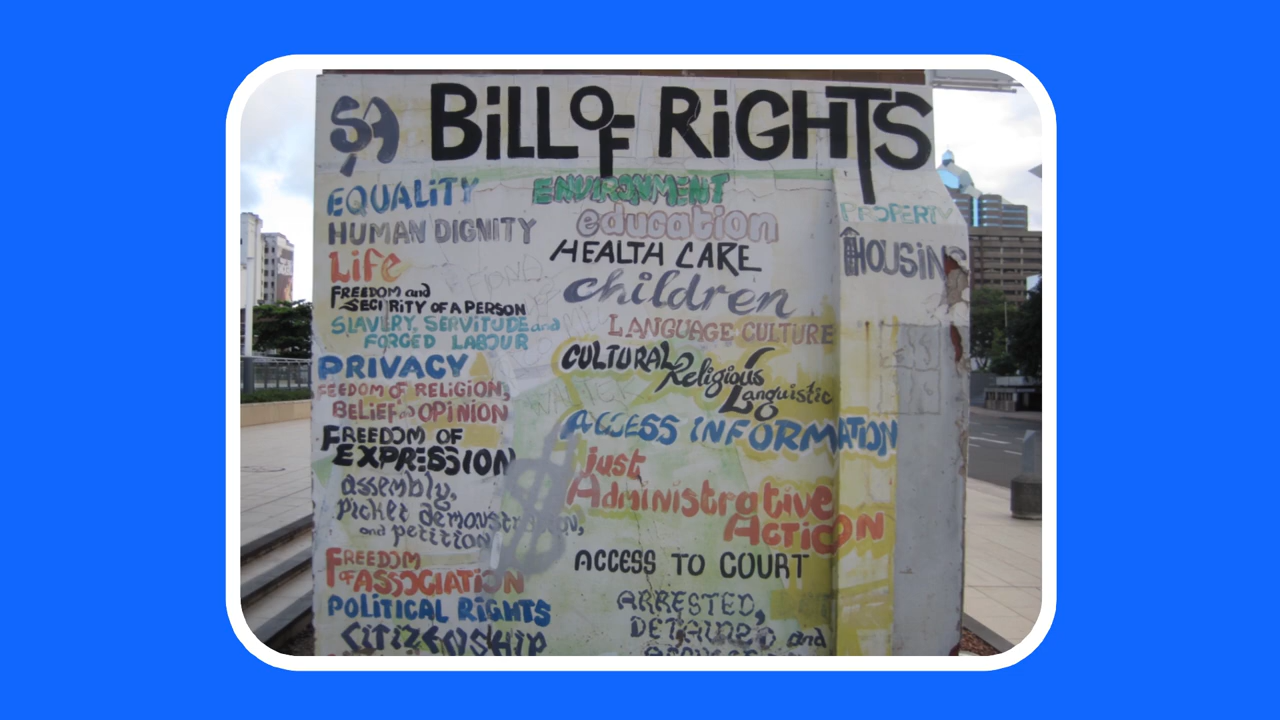 SA BILL OF RIGHTS
EQUALITY
HUMAN DIGNITY
Life
FREEDOM and
SECURITY OF A PERSON
SLAVERY, SERVITUDE and
FORCED LABOUR
PRIVACY
FEEDOM OF RELIGION,
BELIEF AND OPINION
FREEDOM OF
EXPRESSION
assembly,
picket demonstration,
and petition
FREEDOM
of ASSOCIATION
POLITICAL RIGHTS
CITIZENSHIP
ENVIRONMENT
education
HEALTH CARE
children
LANGUAGE CULTURE
CULTURAL Religious
Linguistic
ACCESS INFORMATION
just
Administrative
ACTION
ACCESS TO COURT
ARRESTED,
DETAINED and
PROPERTY
HOUSING